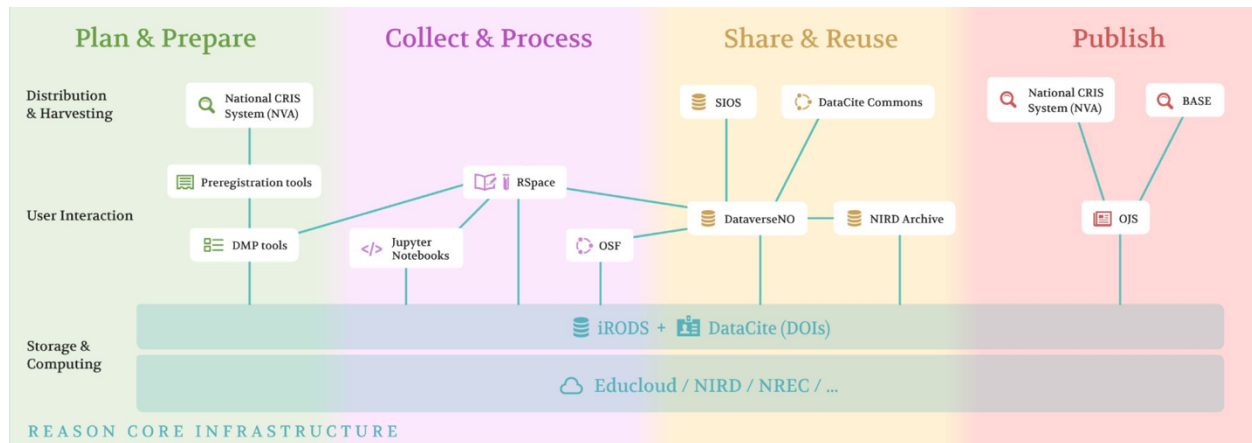 Plan & Prepare
Collect & Process
Share & Reuse
Publish
Distribution
& Harvesting
National CRIS
System (NVA)
SIOS
DataCite Commons
National CRIS
System (NVA)
BASE
Preregistration tools
RSpace
User Interaction
DMP tools
</> Jupyter
Notebooks
OSF
DataverseNO
NIRD Archive
OJS
Storage &
Computing
iRODS + DataCite (DOIs)
Educloud / NIRD / NREC / ...
REASON CORE INFRASTRUCTURE